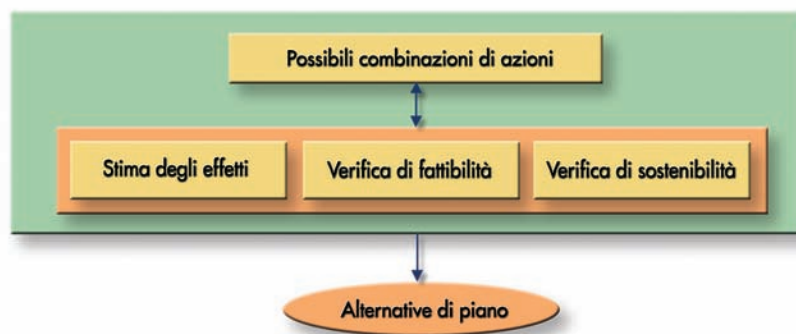 Possibili combinazioni di azioni
Stima degli effetti
Verifica di fattibilità
Verifica di sostenibilità
Alternative di piano